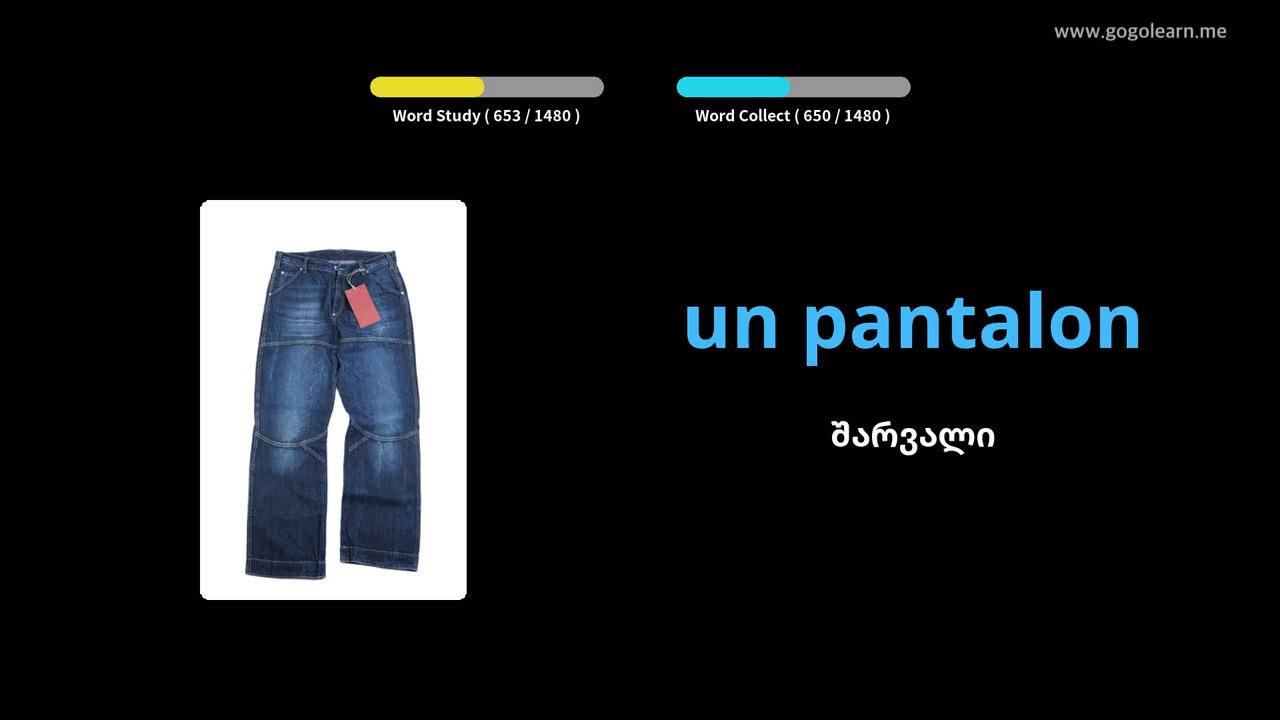 www.gogolearn.me
Word Study ( 653 / 1480 )
Word Collect ( 650 / 1480 )
un pantalon
შარვალი